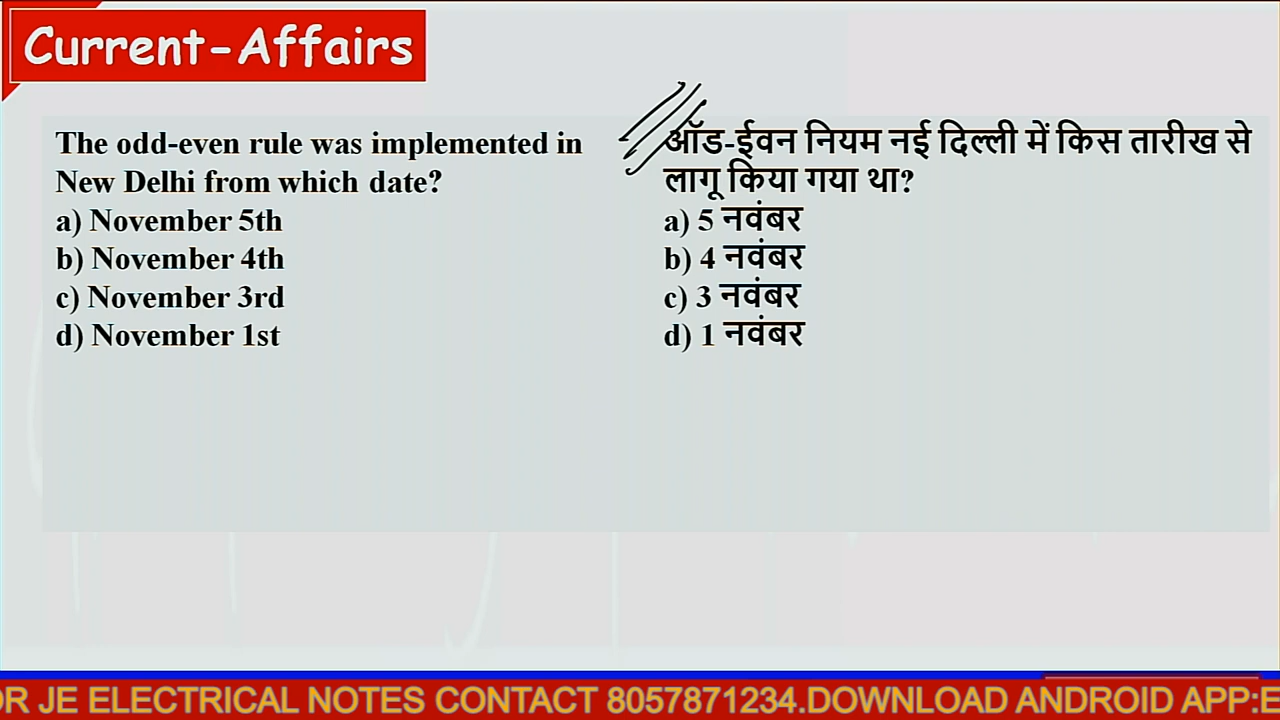 Current-Affairs
The odd-even rule was implemented in
New Delhi from which date?
a) November 5th
b) November 4th
c) November 3rd
d) November 1st
ऑड-ईवन नियम नई दिल्ली में किस तारीख से
लागू किया गया था?
a) 5 नवंबर
b) 4 नवंबर
c) 3 नवंबर
d) 1 नवंबर
OR JE ELECTRICAL NOTES CONTACT 8057871234.DOWNLOAD ANDROID APP:E